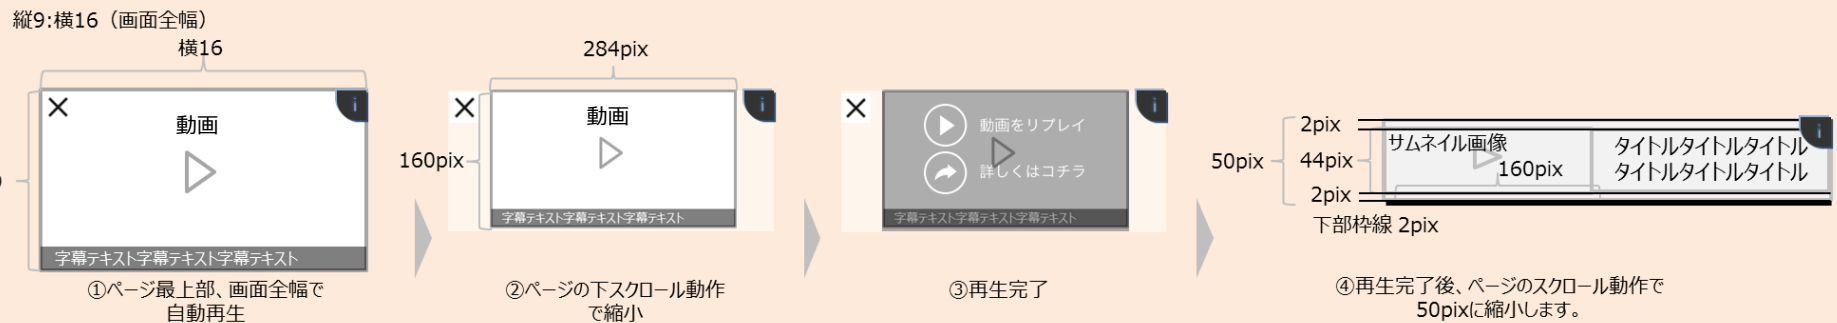 縦9:横16（画面全幅）
横16
動画
i
字幕テキスト字幕テキスト字幕テキスト
①ページ最上部、画面全幅で
自動再生
284pix
160pix
動画
i
字幕テキスト字幕テキスト字幕テキスト
②ページの下スクロール動作
で縮小
i
動画をリプレイ
詳しくはコチラ
字幕テキスト字幕テキスト字幕テキスト
③再生完了
50pix
2pix
44pix
2pix
下部枠線 2pix
サムネイル画像
160pix
タイトルタイトルタイトル
タイトルタイトルタイトル
i
④再生完了後、ページのスクロール動作で
50pixに縮小します。